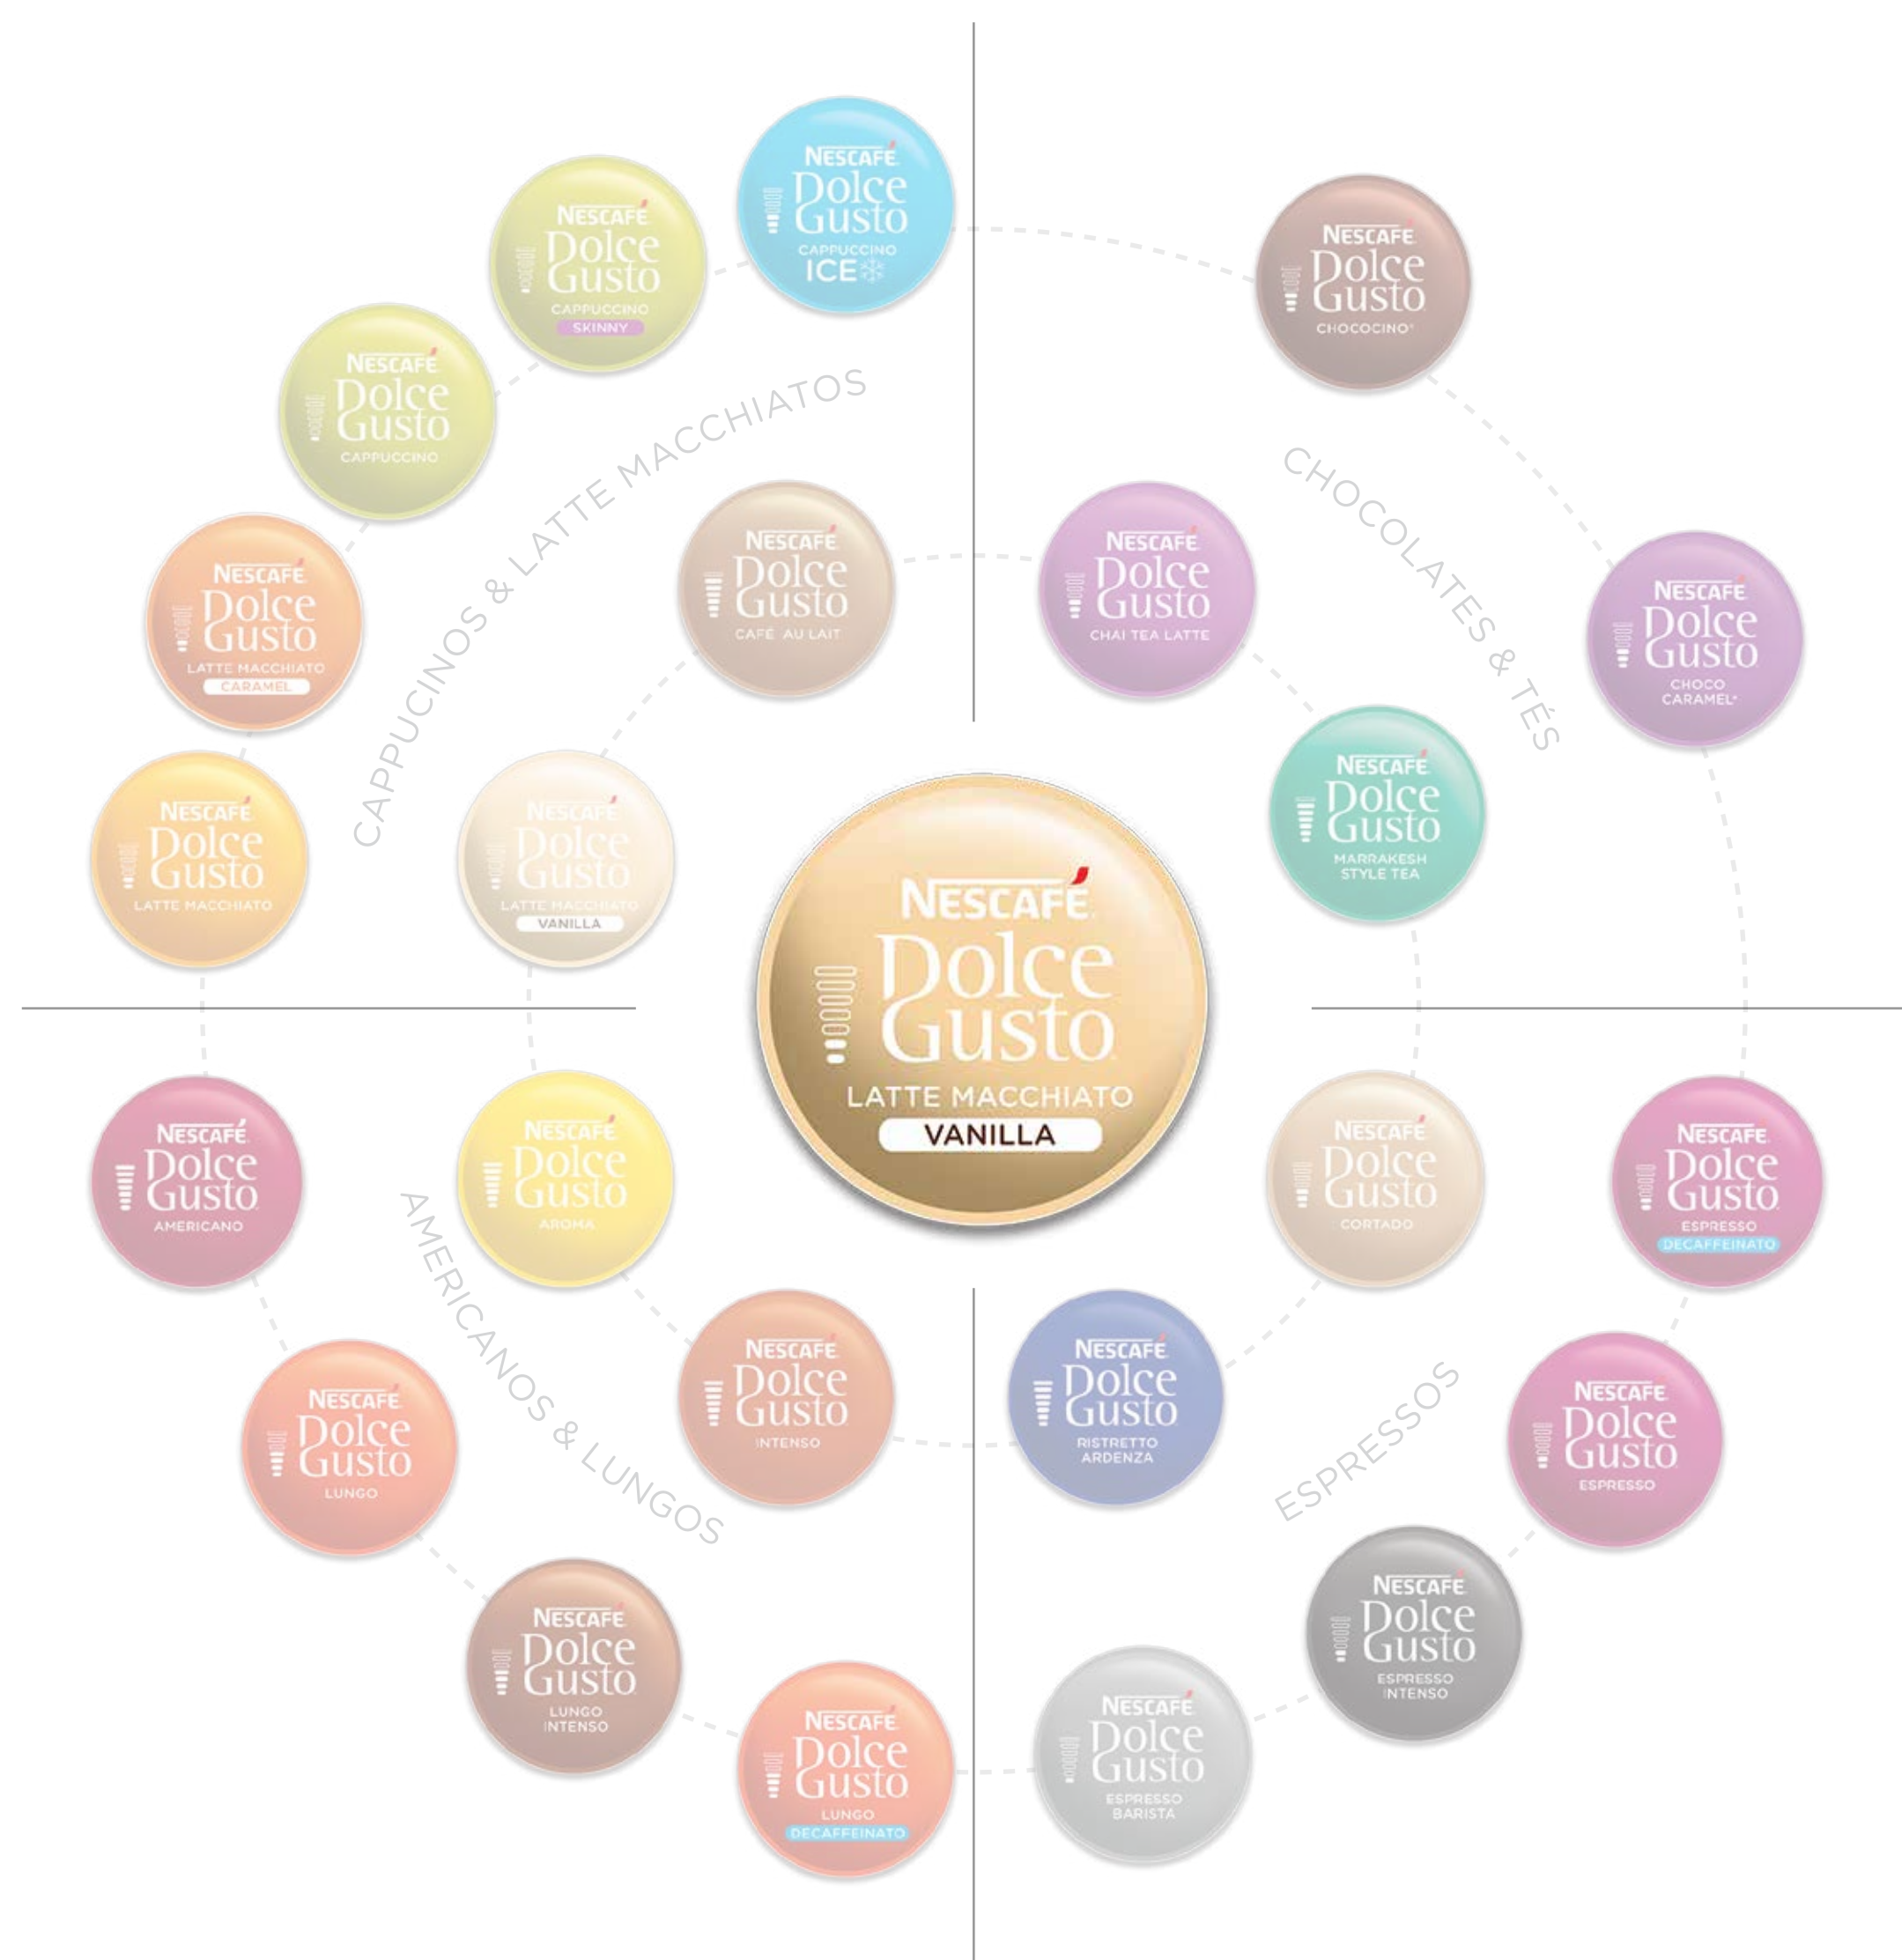 NESCAFÉ
Dolce
Gusto
CAPPUCCINO
ICE
NESCAFÉ
Dolce
Gusto
CAPPUCCINO
SKINNY
NESCAFÉ
Dolce
Gusto
CAPPUCCINO
NESCAFÉ
Dolce
Gusto
LATTE MACCHIATO
CARAMEL
NESCAFÉ
Dolce
Gusto
LATTE MACCHIATO
CAPPUCINOS & LATTE MACCHIATOS
NESCAFÉ
Dolce
Gusto
CAFÉ AU LAIT
NESCAFÉ
Dolce
Gusto
LATTE MACCHIATO
VANILLA
NESCAFÉ
Dolce
Gusto
CHOCOCINO*
NESCAFÉ
Dolce
Gusto
CHOCO
CARAMEL*
CHOCOLATES & TÉS
NESCAFÉ
Dolce
Gusto
CHAI TEA LATTE
NESCAFÉ
Dolce
Gusto
MARRAKESH
STYLE TEA
NESCAFÉ
Dolce
Gusto
LATTE MACCHIATO
VANILLA
NESCAFÉ
Dolce
Gusto
AMERICANO
NESCAFÉ
Dolce
Gusto
AROMA
AMERICANOS & LUNGOS
NESCAFÉ
Dolce
Gusto
INTENSO
NESCAFÉ
Dolce
Gusto
LUNGO
NESCAFÉ
Dolce
Gusto
LUNGO
INTENSO
NESCAFÉ
Dolce
Gusto
LUNGO
DECAFFEINATO
NESCAFÉ
Dolce
Gusto
CORTADO
NESCAFÉ
Dolce
Gusto
ESPRESSO
DECAFFEINATO
NESCAFÉ
Dolce
Gusto
RISTRETTO
ARDENZA
ESPRESSOS
NESCAFÉ
Dolce
Gusto
ESPRESSO
NESCAFÉ
Dolce
Gusto
ESPRESSO
INTENSO
NESCAFÉ
Dolce
Gusto
ESPRESSO
BARISTA